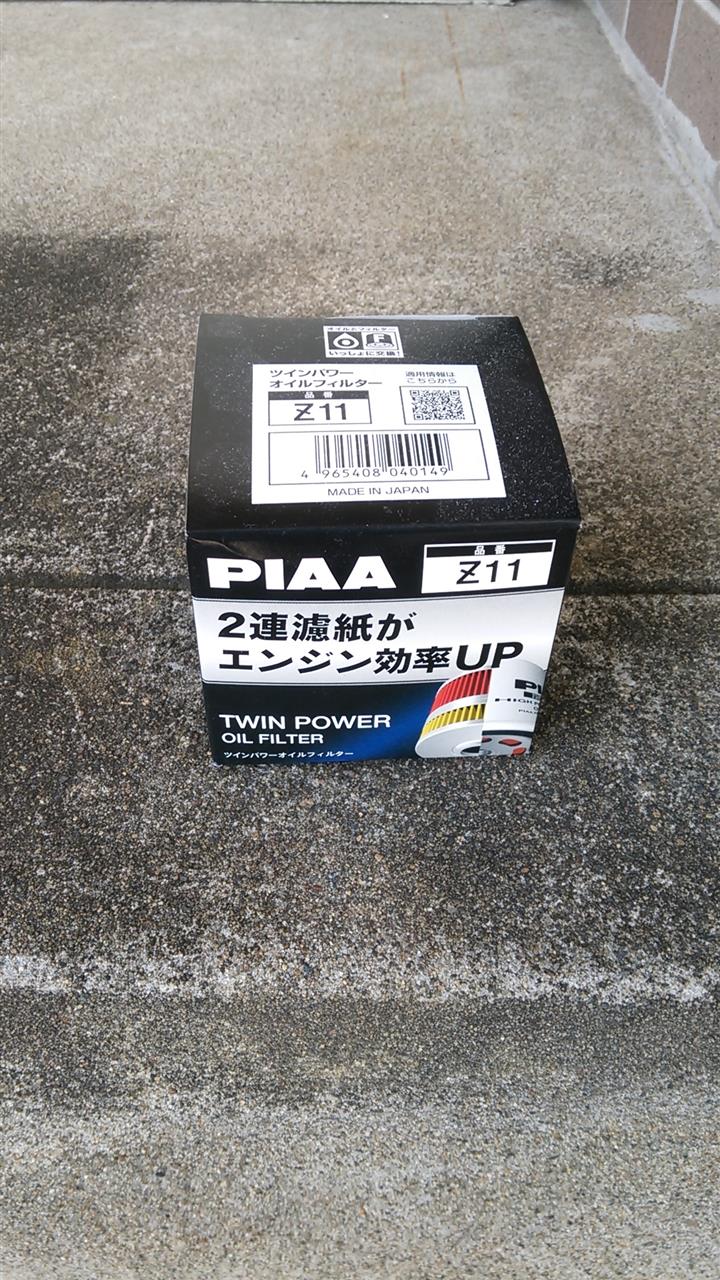 オイルとフィルター
F
いっしょに交換！
ツインパワー
オイルフィルター
適用情報は
こちらから
品番
Z11
4 965408 040149
MADE IN JAPAN
PIAA
品番
Z11
2連濾紙が
エンジン効率UP
TWIN POWER
OIL FILTER
ツインパワーオイルフィルター